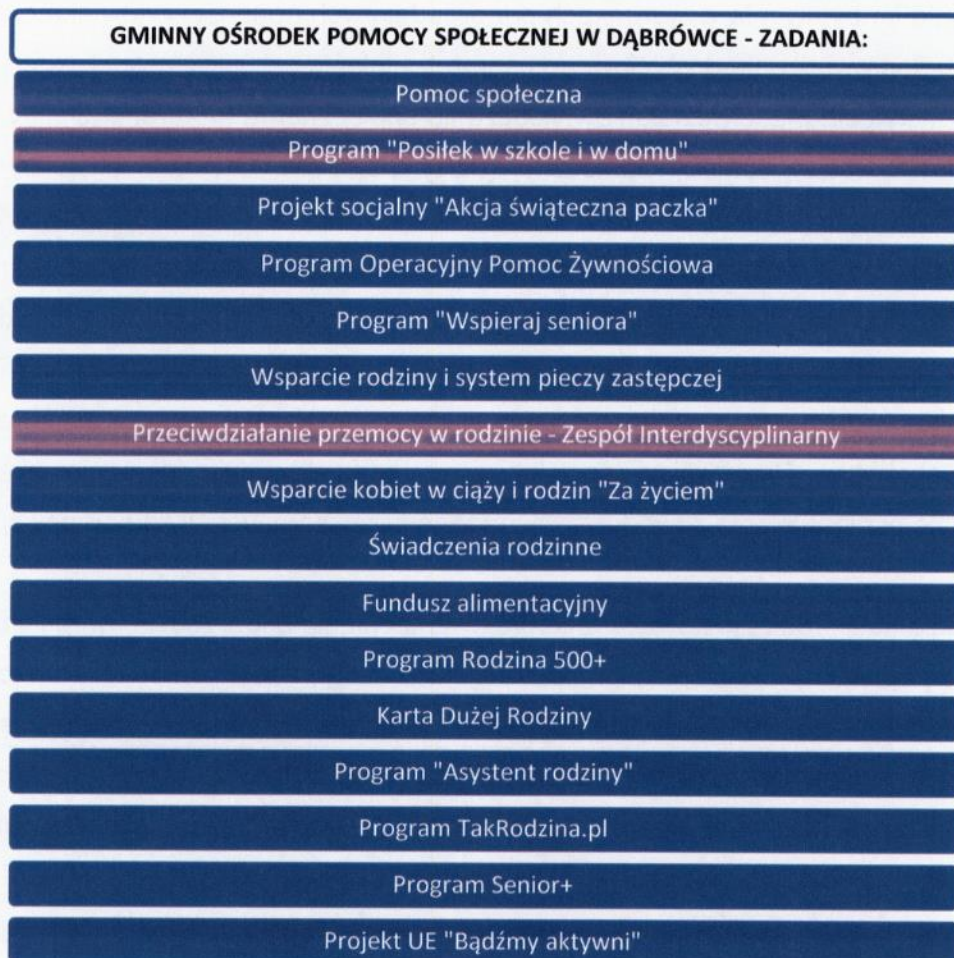 GMINNY OŚRODEK POMOCY SPOŁECZNEJ W DĄBRÓWCE - ZADANIA:
Pomoc społeczna
Program "Posiłek w szkole i w domu"
Projekt socjalny "Akcja świąteczna paczka"
Program Operacyjny Pomoc Żywnościowa
Program "Wspieraj seniora"
Wsparcie rodziny i system pieczy zastępczej
Przeciwdziałanie przemocy w rodzinie - Zespół Interdyscyplinarny
Wsparcie kobiet w ciąży i rodzin "Za życiem"
Świadczenia rodzinne
Fundusz alimentacyjny
Program Rodzina 500+
Karta Dużej Rodziny
Program "Asystent rodziny"
Program TakRodzina.pl
Program Senior+
Projekt UE "Bądźmy aktywni"